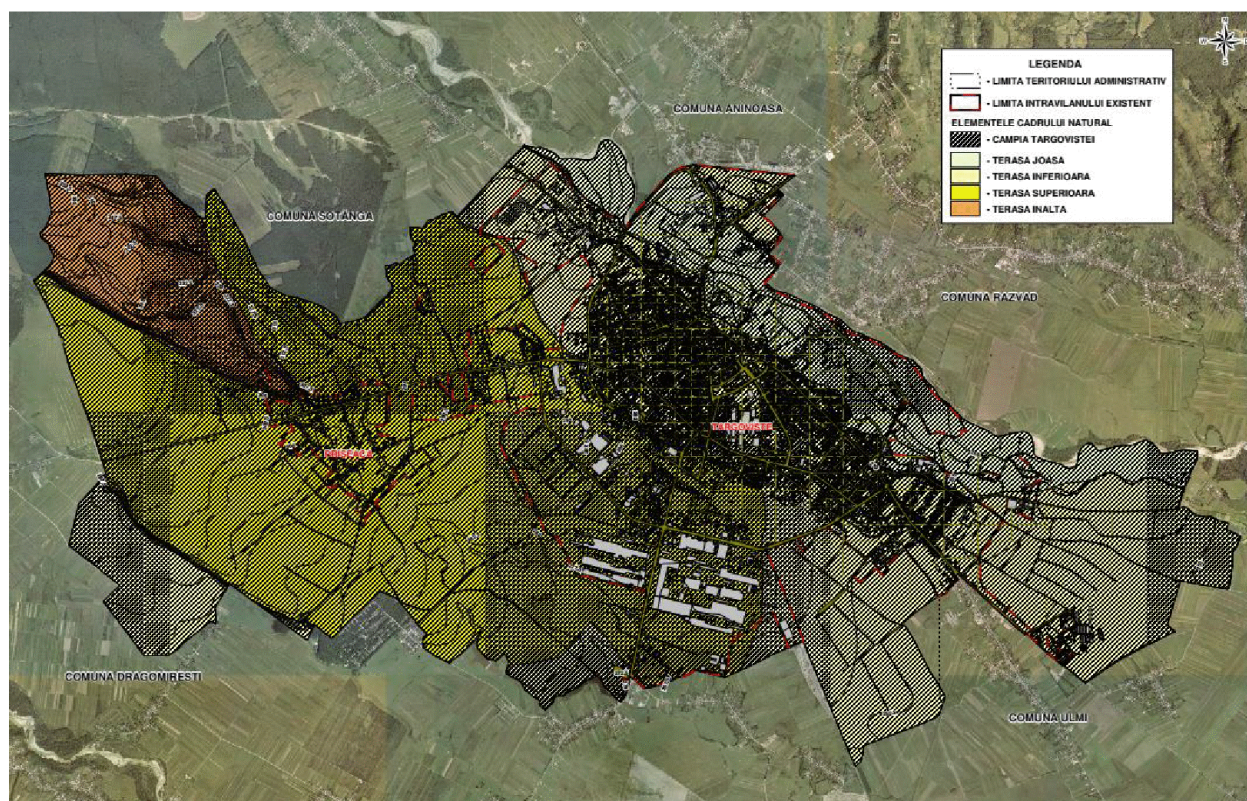 LEGENDA
- LIMITA TERITORIULUI ADMINISTRATIV
- LIMITA INTRAVILANULUI EXISTENT
ELEMENTELE CADRULUI NATURAL
- CAMPIA TARGOVISTEI
- TERASA JOASA
- TERASA INFERIOARA
- TERASA SUPERIOARA
- TERASA INALTA
COMUNA ANINOASA
COMUNA SOTÂNGA
COMUNA RAZVAD
TARGOVISTE
PRISEACA
COMUNA DRAGOMIRESTI
COMUNA ULMI